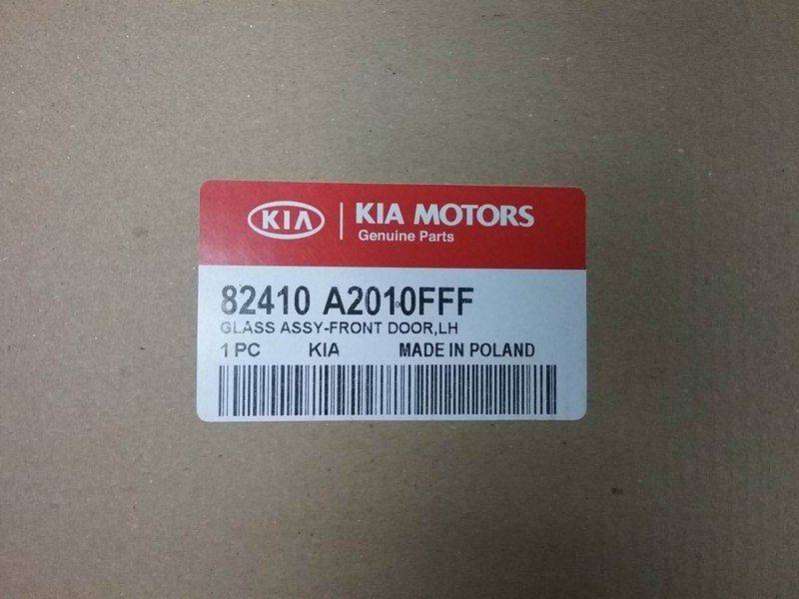 KIA
KIA MOTORS
Genuine Parts
82410 A2010FFF
GLASS ASSY-FRONT DOOR,LH
1 PC KIA MADE IN POLAND